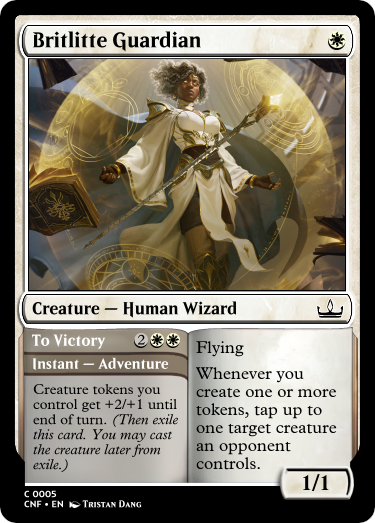 Britlitte Guardian
Creature — Human Wizard
To Victory 2
Instant — Adventure
Creature tokens you
control get +2/+1 until
end of turn. (Then exile
this card. You may cast
the creature later from
exile.)
Flying
Whenever you
create one or more
tokens, tap up to
one target creature
an opponent
controls.
1/1
C 0005
CNF • EN Tristan Dang